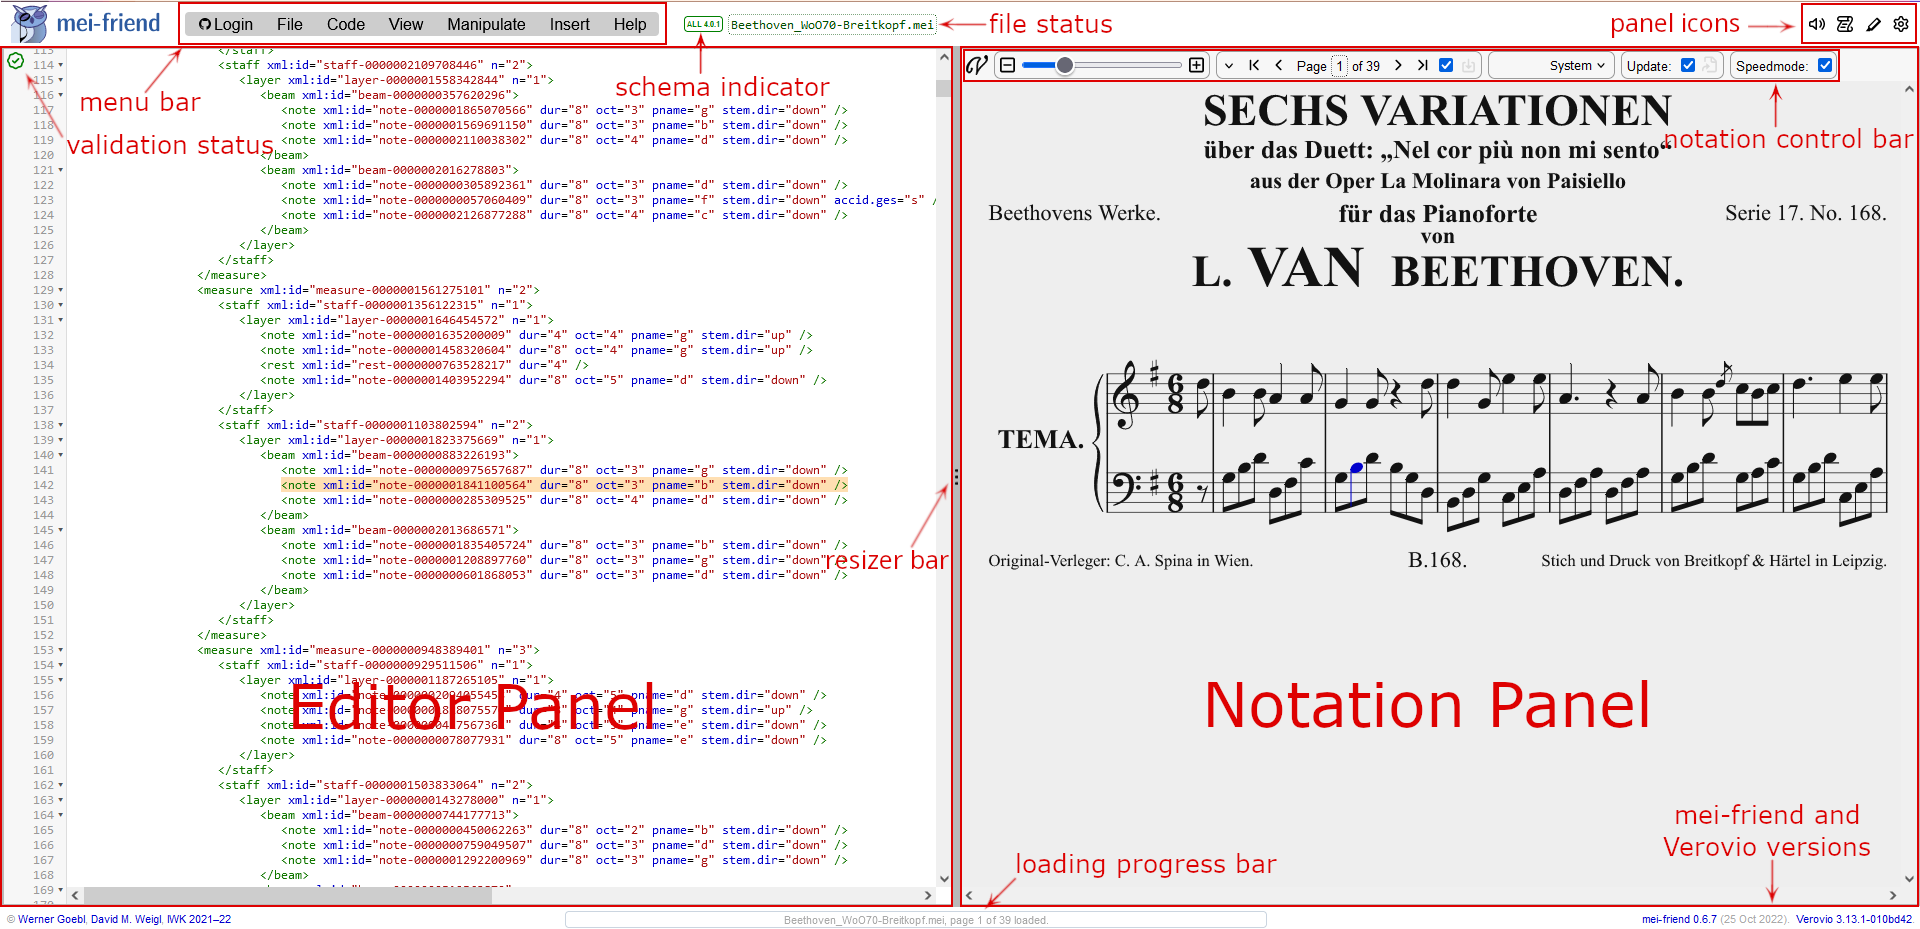 mei-friend
Login File Code View Manipulate Insert Help
ALL 4.0.1
Beethoven_WoO70-Breitkopf.mei
file status
panel icons
menu bar
validation status
schema indicator
113 </staff>
114 <staff xml:id="staff-0000002109708446" n="2">
115 <layer xml:id="layer-0000001558342844" n="1">
116 <beam xml:id="beam-0000000357620296">
117 <note xml:id="note-0000001865070566" dur="8" oct="3" pname="g" stem.dir="down" />
118 <note xml:id="note-0000001569691150" dur="8" oct="3" pname="b" stem.dir="down" />
119 <note xml:id="note-0000002110038302" dur="8" oct="4" pname="d" stem.dir="down" />
120 </beam>
121 <beam xml:id="beam-0000002016278803">
122 <note xml:id="note-0000000305892361" dur="8" oct="3" pname="d" stem.dir="down" />
123 <note xml:id="note-0000000057060409" dur="8" oct="3" pname="f" stem.dir="down" accid.ges="s" /
124 <note xml:id="note-0000002126877288" dur="8" oct="4" pname="c" stem.dir="down" />
125 </beam>
126 </layer>
127 </staff>
128 </measure>
129 <measure xml:id="measure-0000001561275101" n="2">
130 <staff xml:id="staff-0000001356122315" n="1">
131 <layer xml:id="layer-0000001646454572" n="1">
132 <note xml:id="note-0000001635200009" dur="4" oct="4" pname="g" stem.dir="up" />
133 <note xml:id="note-0000001458320604" dur="8" oct="4" pname="g" stem.dir="up" />
134 <rest xml:id="rest-0000000763528217" dur="4" />
135 <note xml:id="note-0000001403952294" dur="8" oct="5" pname="d" stem.dir="down" />
136 </layer>
137 </staff>
138 <staff xml:id="staff-0000001103802594" n="2">
139 <layer xml:id="layer-0000001823375669" n="1">
140 <beam xml:id="beam-0000000883226193">
141 <note xml:id="note-0000000975657687" dur="8" oct="3" pname="g" stem.dir="down" />
142 <note xml:id="note-0000001841100564" dur="8" oct="3" pname="b" stem.dir="down" />
143 <note xml:id="note-0000000285309525" dur="8" oct="4" pname="d" stem.dir="down" />
144 </beam>
145 <beam xml:id="beam-0000002013686571">
146 <note xml:id="note-0000001835405724" dur="8" oct="3" pname="b" stem.dir="down" />
147 <note xml:id="note-0000001208897760" dur="8" oct="3" pname="g" stem.dir="down" />
148 <note xml:id="note-0000000601868053" dur="8" oct="3" pname="d" stem.dir="down" />
149 </beam>
150 </layer>
151 </staff>
152 </measure>
153 <measure xml:id="measure-0000000948389401" n="3">
154 <staff xml:id="staff-0000000929511506" n="1">
155 <layer xml:id="layer-0000001187265105" n="1">
156 <note pname="d" stem.dir="down" />
157 <note pname="g" stem.dir="up" />
158 <note pname="e" stem.dir="down" />
159 <note xml:id="note-0000000078077931" dur="8" oct="5" pname="e" stem.dir="down" />
160 </layer>
161 </staff>
162 <staff xml:id="staff-0000001503833064" n="2">
163 <layer xml:id="layer-0000000143278000" n="1">
164 <beam xml:id="beam-0000000744177713">
165 <note xml:id="note-0000000450062263" dur="8" oct="2" pname="b" stem.dir="down" />
166 <note xml:id="note-0000000759049507" dur="8" oct="3" pname="d" stem.dir="down" />
167 <note xml:id="note-0000001292200969" dur="8" oct="3" pname="g" stem.dir="down" />
168 </beam>
169
Editor Panel
resizer bar
Page 1 of 39 System Update: Speedmode:
notation control bar
SECHS VARIATIONEN
über das Duett: „Nel cor più non mi sento“
aus der Oper La Molinara von Paisiello
Beethovens Werke. für das Pianoforte Serie 17. No. 168.
von
L. VAN BEETHOVEN.
TEMA.
6 8
6 8
Original-Verleger: C. A. Spina in Wien. B.168. Stich und Druck von Breitkopf & Härtel in Leipzig.
Notation Panel
mei-friend and
Verovio versions
loading progress bar
© Werner Goebl, David M. Weigl, IWK 2021–22
Beethoven_WoO70-Breitkopf.mei, page 1 of 39 loaded.
mei-friend 0.6.7 (25 Oct 2022). Verovio 3.13.1-010bd42.